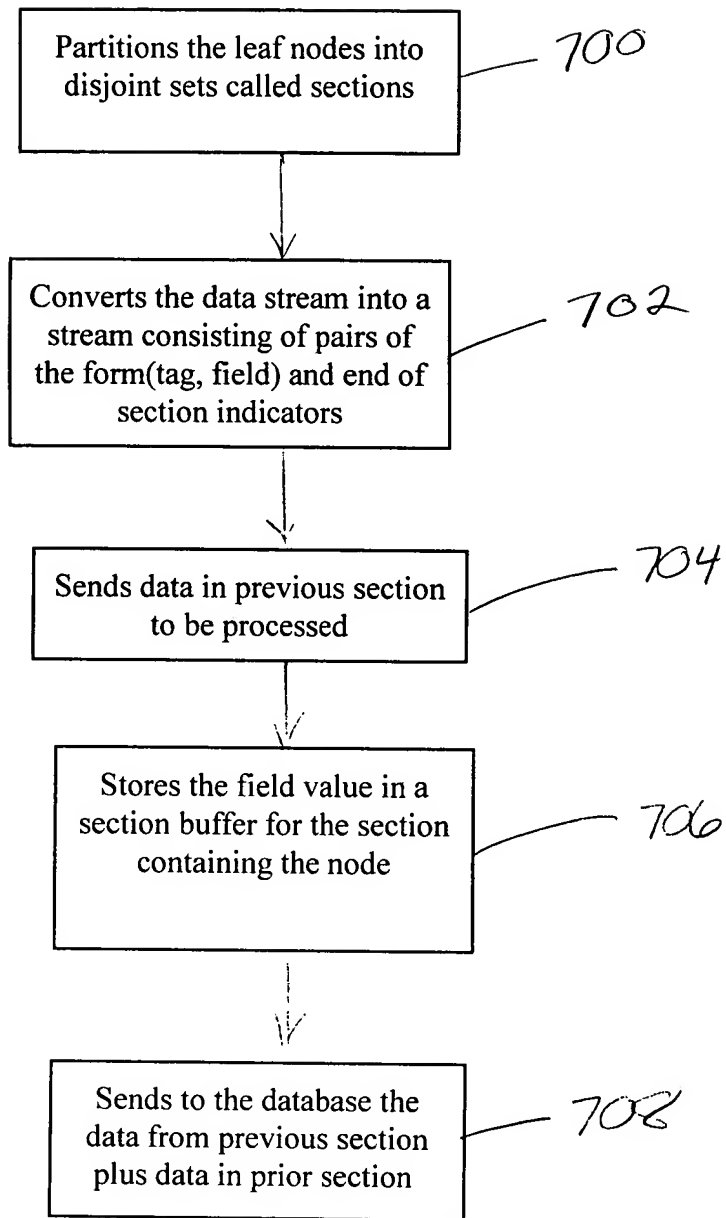 Partitions the leaf nodes into
disjoint sets called sections
700
Converts the data stream into a
stream consisting of pairs of
the form(tag, field) and end of
section indicators
702
Sends data in previous section
to be processed
704
Stores the field value in a
section buffer for the section
containing the node
706
Sends to the database the
data from previous section
plus data in prior section
708